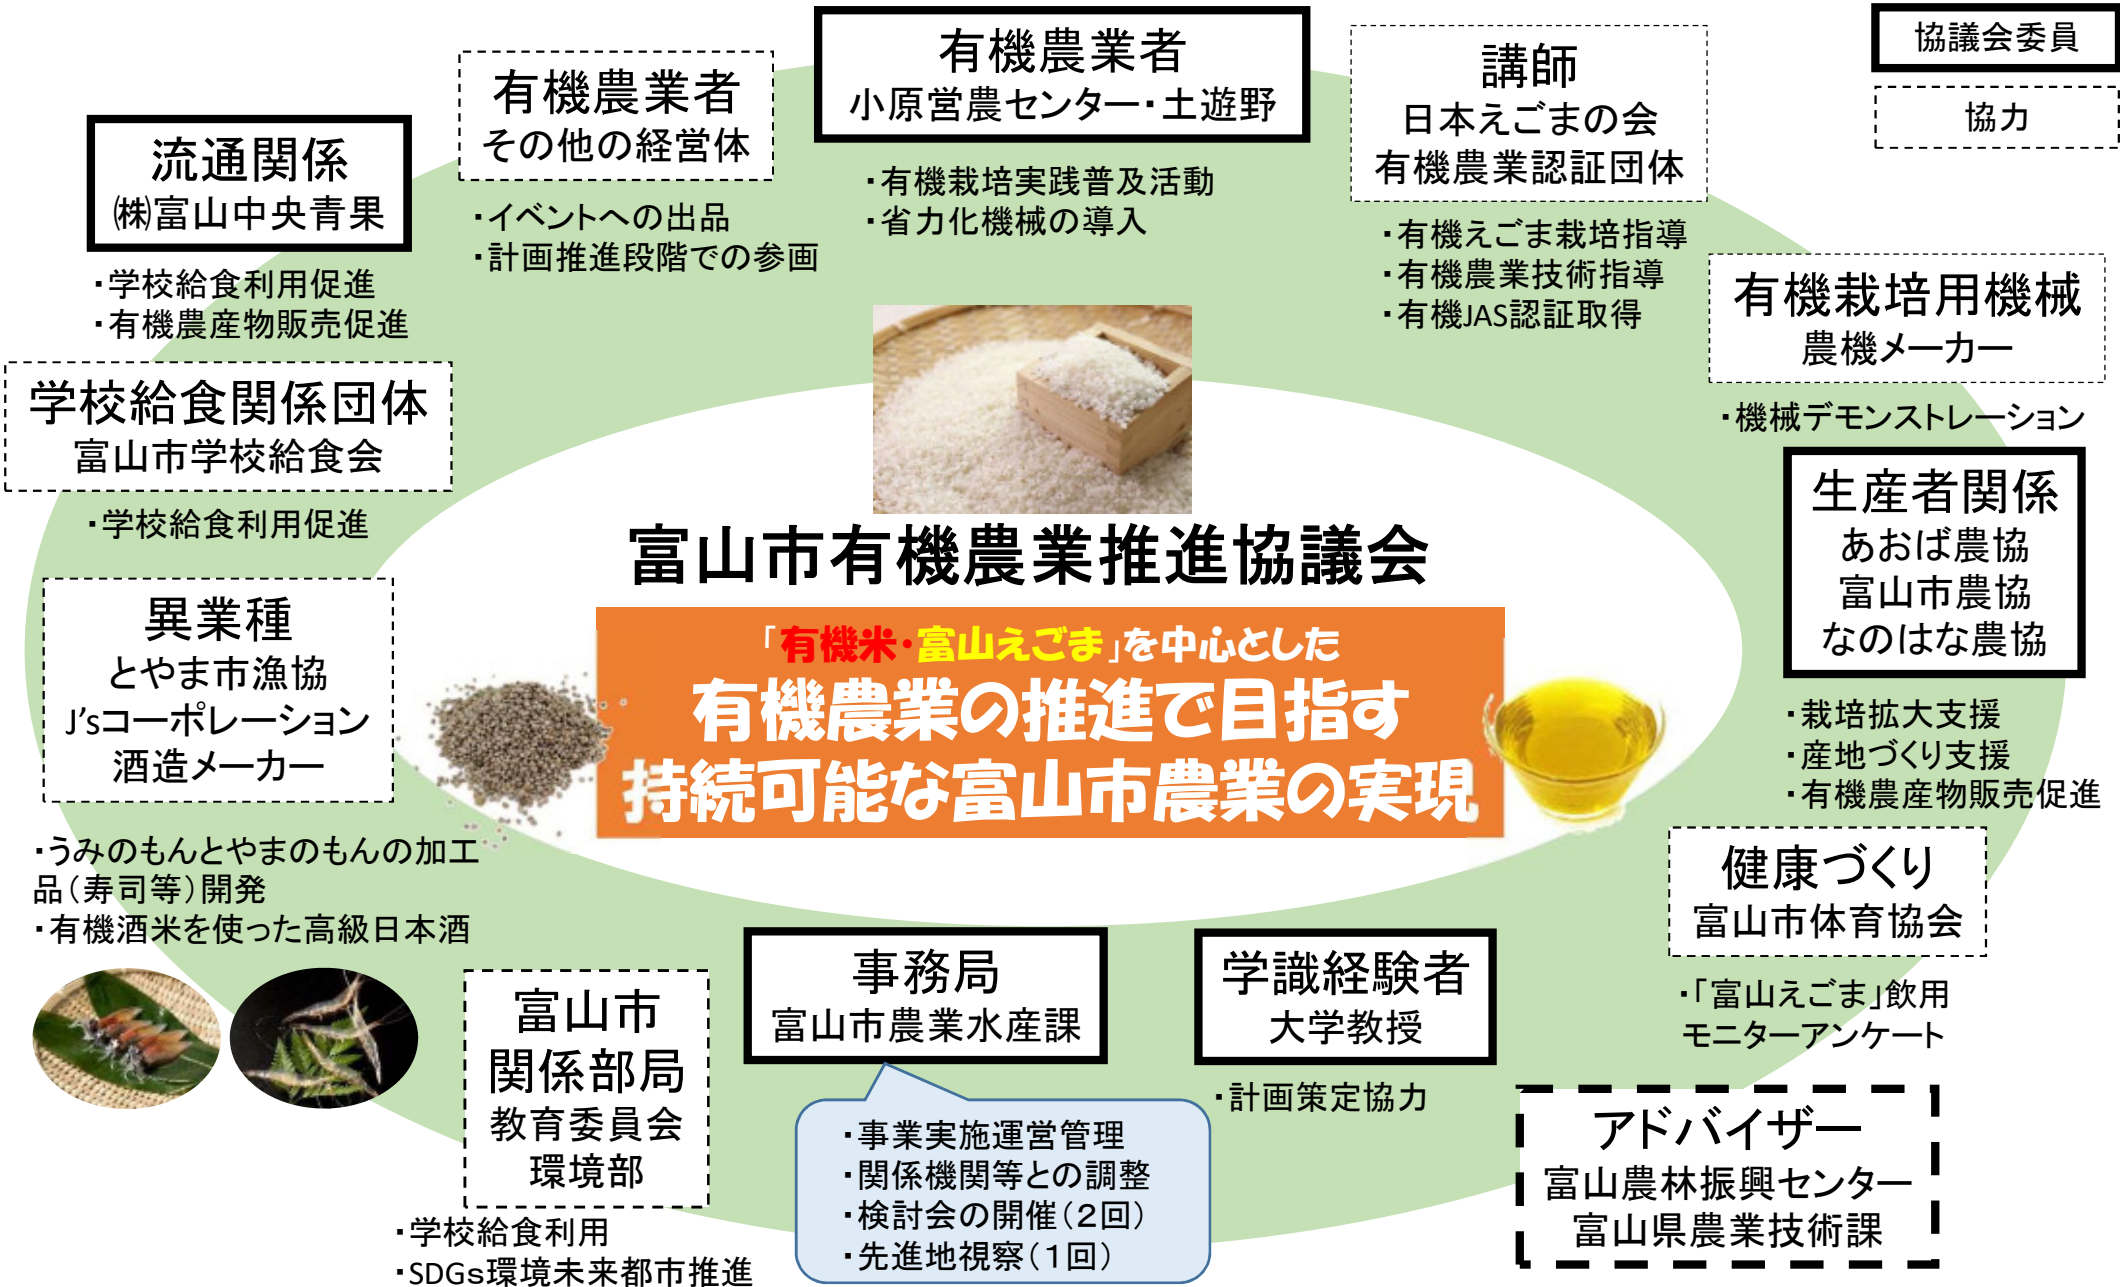 協議会委員
協力
有機農業者
小原営農センター・土遊野
・有機栽培実践普及活動
・省力化機械の導入
講師
日本えごまの会
有機農業認証団体
・有機えごま栽培指導
・有機農業技術指導
・有機JAS認証取得
有機栽培用機械
農機メーカー
・機械デモンストレーション
生産者関係
あおば農協
富山市農協
なのはな農協
・栽培拡大支援
・産地づくり支援
・有機農産物販売促進
健康づくり
富山市体育協会
・「富山えごま」飲用
モニターアンケート
アドバイザー
富山農林振興センター
富山県農業技術課
学識経験者
大学教授
・計画策定協力
事務局
富山市農業水産課
・事業実施運営管理
・関係機関等との調整
・検討会の開催（2回）
・先進地視察（1回）
富山市
関係部局
教育委員会
環境部
・学校給食利用
・SDGs環境未来都市推進
異業種
とやま市漁協
J'sコーポレーション
酒造メーカー
・うみのもんとやまのもんの加工
品（寿司等）開発
・有機酒米を使った高級日本酒
学校給食関係団体
富山市学校給食会
・学校給食利用促進
流通関係
㈱富山中央青果
・学校給食利用促進
・有機農産物販売促進
有機農業者
その他の経営体
・イベントへの出品
・計画推進段階での参画
富山市有機農業推進協議会
「有機米・富山えごま」を中心とした
有機農業の推進で目指す
持続可能な富山市農業の実現